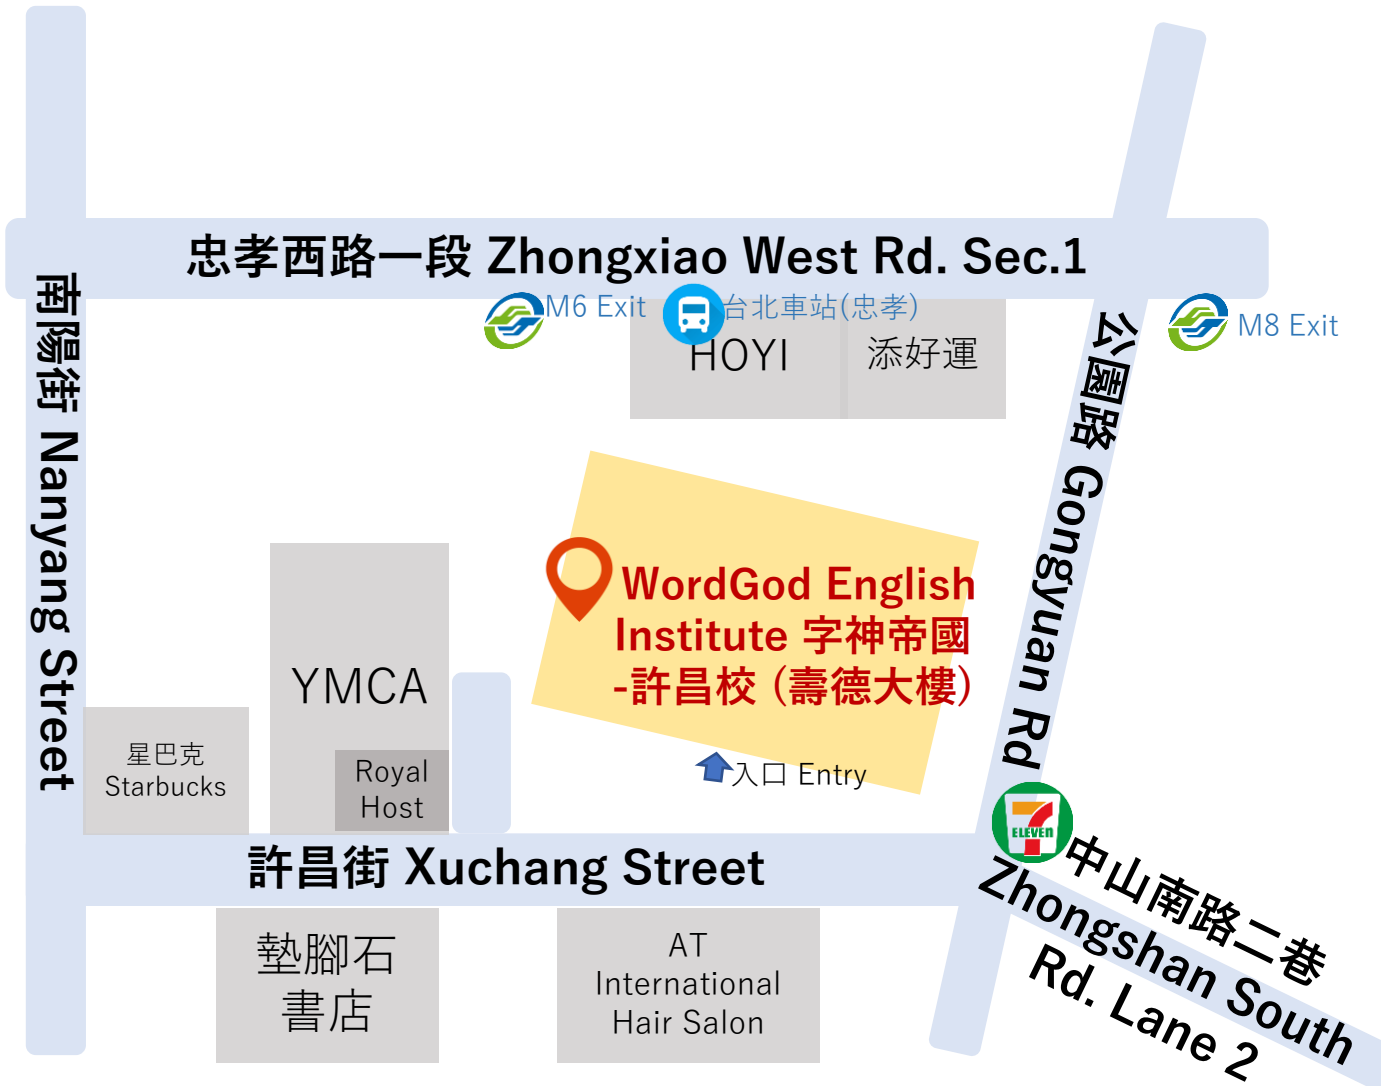 忠孝西路一段 Zhongxiao West Rd. Sec.1
M6 Exit
台北車站(忠孝)
M8 Exit
HOYI
添好運
南陽街 Nanyang Street
公園路 Gongyuan Rd
WordGod English
Institute 字神帝國
-許昌校 (壽德大樓)
YMCA
星巴克
Starbucks
Royal
Host
入口 Entry
7
ELEVEN
許昌街 Xuchang Street
中山南路二巷
Zhongshan South
Rd. Lane 2
墊腳石
書店
AT
International
Hair Salon